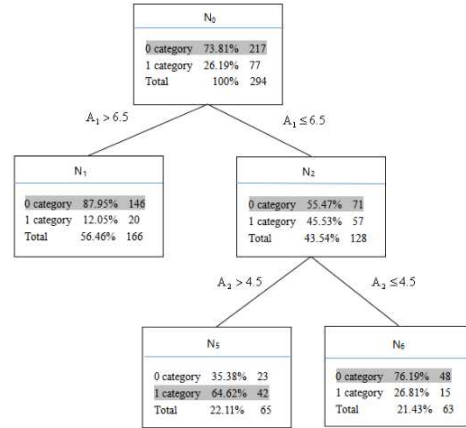 N0
0 category 73.81% 217
1 category 26.19% 77
Total 100% 294
A1 > 6.5
A1 ≤ 6.5
N1
0 category 87.95% 146
1 category 12.05% 20
Total 56.46% 166
N2
0 category 55.47% 71
1 category 45.53% 57
Total 43.54% 128
A2 > 4.5
A2 ≤ 4.5
N5
0 category 35.38% 23
1 category 64.62% 42
Total 22.11% 65
N6
0 category 76.19% 48
1 category 26.81% 15
Total 21.43% 63